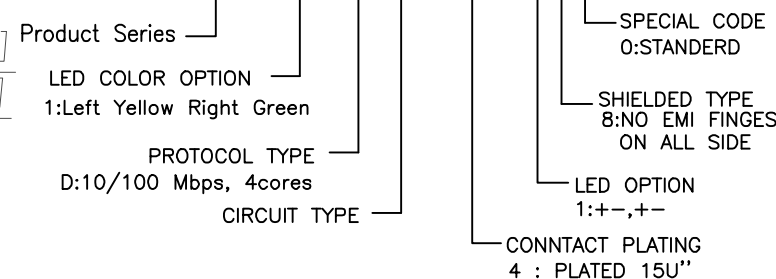 Product Series
LED COLOR OPTION
1:Left Yellow Right Green
PROTOCOL TYPE
D:10/100 Mbps, 4cores
CIRCUIT TYPE
SPECIAL CODE
0:STANDERD
SHIELDED TYPE
8:NO EMI FINGES
ON ALL SIDE
LED OPTION
1:+-,+-
CONNTACT PLATING
4 : PLATED 15U’’